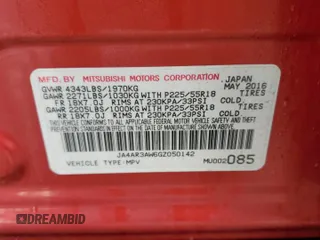 MFD BY MITSUBISHI MOTORS CORPORATION, JAPAN
GVWR 4343LBS/1970KG MAY 2016
GAWR 2271LBS/1030KG WITH P225/55R18 TIRES
FR 18X7.0J RIMS AT 230KPA/33PSI COLD
GAWR 2205LBS/1000KG WITH P225/55R18 TIRES
RR 18X7.0J RIMS AT 230KPA/33PSI COLD
THIS VEHICLE CONFORMS TO ALL APPLICABLE FEDERAL MOTOR VEHICLE SAFETY AND THEFT PREVENTION STANDARDS IN EFFECT ON THE DATE OF MANUFACTURE SHOWN ABOVE.
JA4AR3AW6GZ050142
VEHICLE TYPE: MPV MU002085
DREAMBID